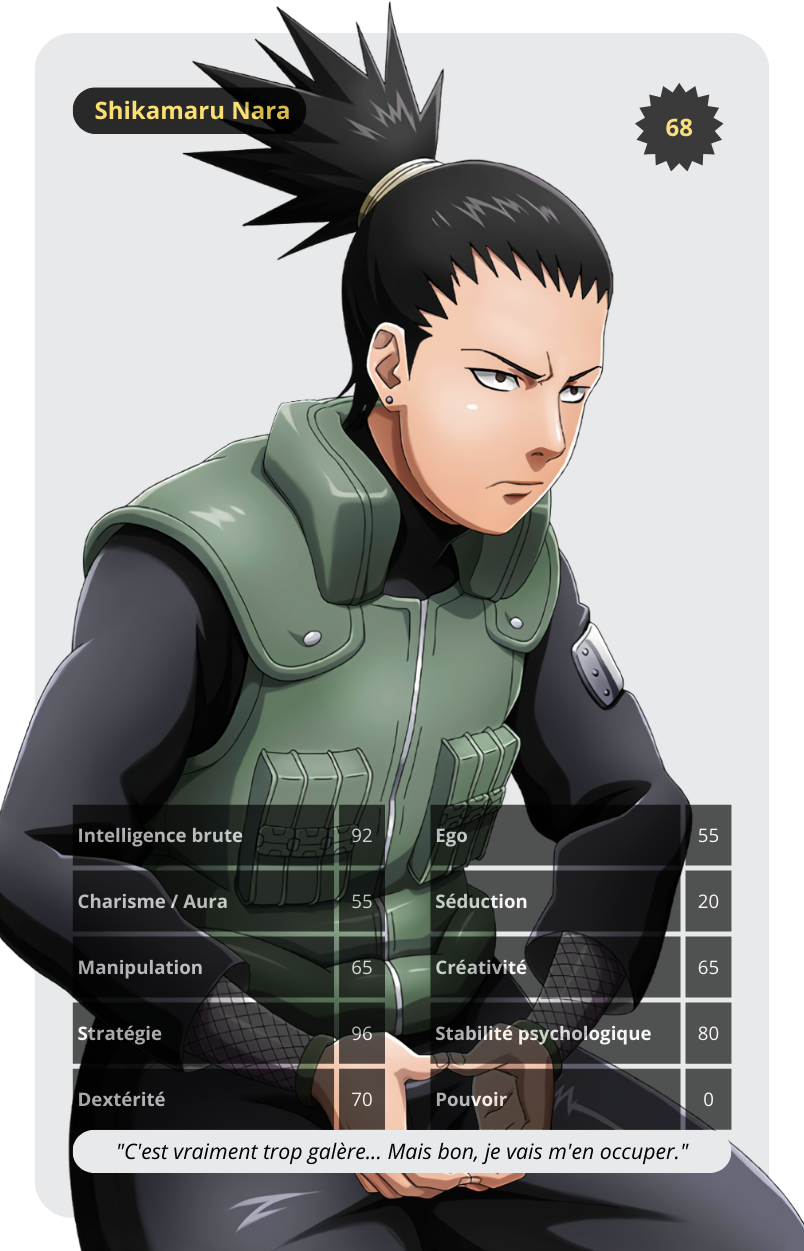 Shikamaru Nara
68
Intelligence brute 92
Ego 55
Charisme / Aura 55
Séduction 20
Manipulation 65
Créativité 65
Stratégie 96
Stabilité psychologique 80
Dextérité 70
Pouvoir 0
"C'est vraiment trop galère... Mais bon, je vais m'en occuper."